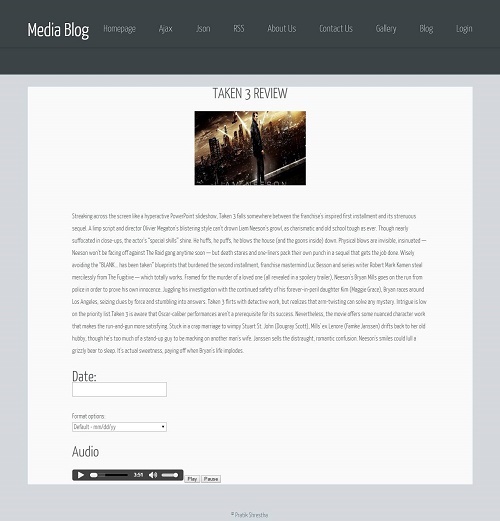 Media Blog
Homepage Ajax Json RSS About Us Contact Us Gallery Blog Login
TAKEN 3 REVIEW
LIAM NEESON
Streaking across the screen like a hyperactive PowerPoint slideshow, Taken 3 falls somewhere between the franchise's inspired first installment and its strenuous
sequel. A limp script and director Olivier Megaton's blistering style can't drown Liam Neeson's growl, as charismatic and old school tough as ever. Though nearly
suffocated in close-ups, the actor's "special skills" shine. He huffs, he puffs, he blows the house (and the goons inside) down. Physical blows are invisible, insinuated —
Neeson won't be facing off against The Raid gang anytime soon — but death stares and one-liners pack their own punch in a sequel that gets the job done. Wisely
avoiding the "BLANK... has been taken" blueprints that burdened the second installment, franchise mastermind Luc Besson and series writer Robert Mark Kamen steal
mercilessly from The Fugitive — which totally works. Framed for the murder of a loved one (all revealed in a spoilery trailer), Neeson's Bryan Mills goes on the run from
police in order to prove his own innocence. Juggling his investigation with the continued safety of his forever-in-peril daughter Kim (Maggie Grace), Bryan races around
Los Angeles, seizing clues by force and stumbling into answers. Taken 3 flirts with detective work, but realizes that arm-twisting can solve any mystery. Intrigue is low
on the priority list.Taken 3 is aware that Oscar-caliber performances aren't a prerequisite for its success. Nevertheless, the movie offers some nuanced character work
that makes the run-and-gun more satisfying. Stuck in a crap marriage to wimpy Stuart St. John (Dougray Scott), Mills' ex Lenore (Famke Janssen) drifts back to her old
hubby, though he's too much of a stand-up guy to be macking on another man's wife. Janssen sells the distraught, romantic confusion. Neeson's smiles could lull a
grizzly bear to sleep. It's actual sweetness, paying off when Bryan's life implodes.
Date:
Format options:
Default - mm/dd/yy
Audio
3:54
Play Pause
© Pratik Shrestha